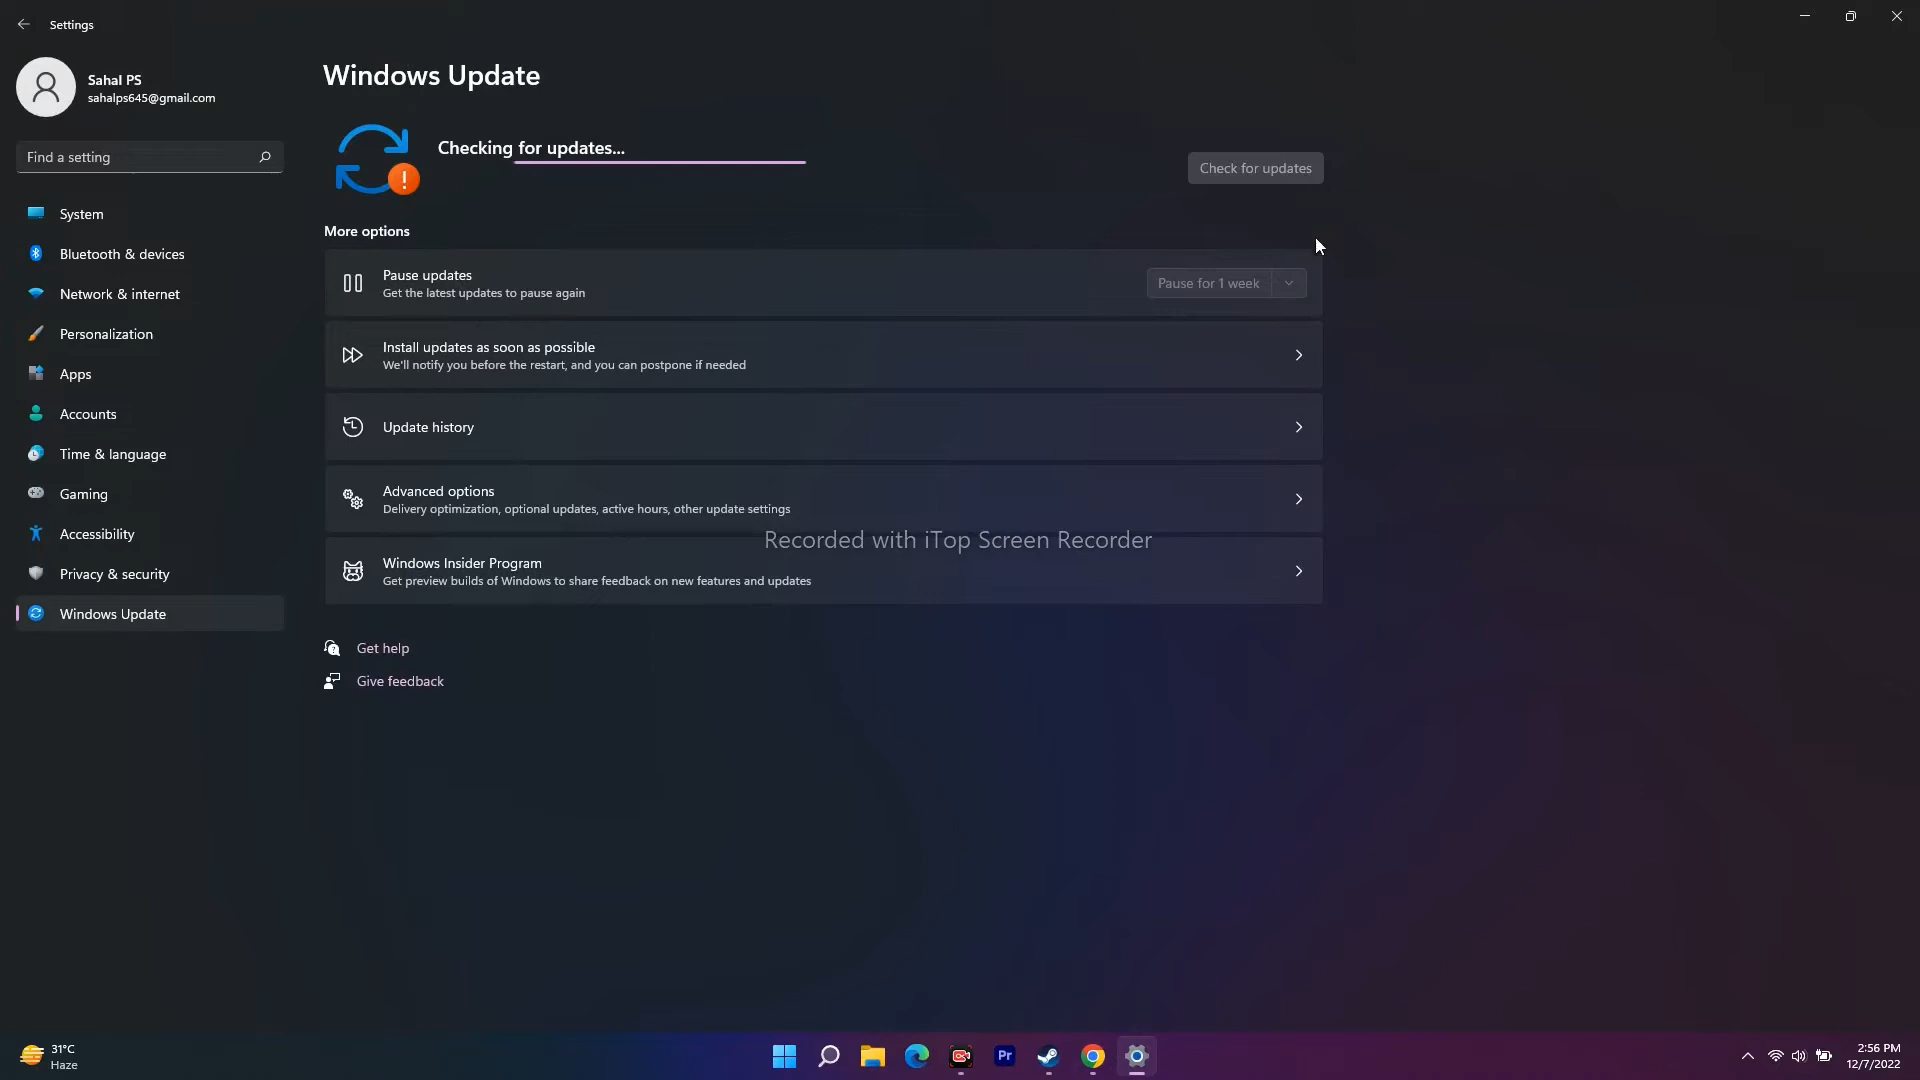 Settings
Sahal PS
sahalps645@gmail.com
Find a setting
System
Bluetooth & devices
Network & internet
Personalization
Apps
Accounts
Time & language
Gaming
Accessibility
Privacy & security
Windows Update
Windows Update
Checking for updates...
Check for updates
More options
Pause updates
Get the latest updates to pause again
Pause for 1 week
Install updates as soon as possible
We'll notify you before the restart, and you can postpone if needed
Update history
Advanced options
Delivery optimization, optional updates, active hours, other update settings
Recorded with iTop Screen Recorder
Windows Insider Program
Get preview builds of Windows to share feedback on new features and updates
Get help
Give feedback
31°C
Haze
Pr
2:56 PM
12/7/2022